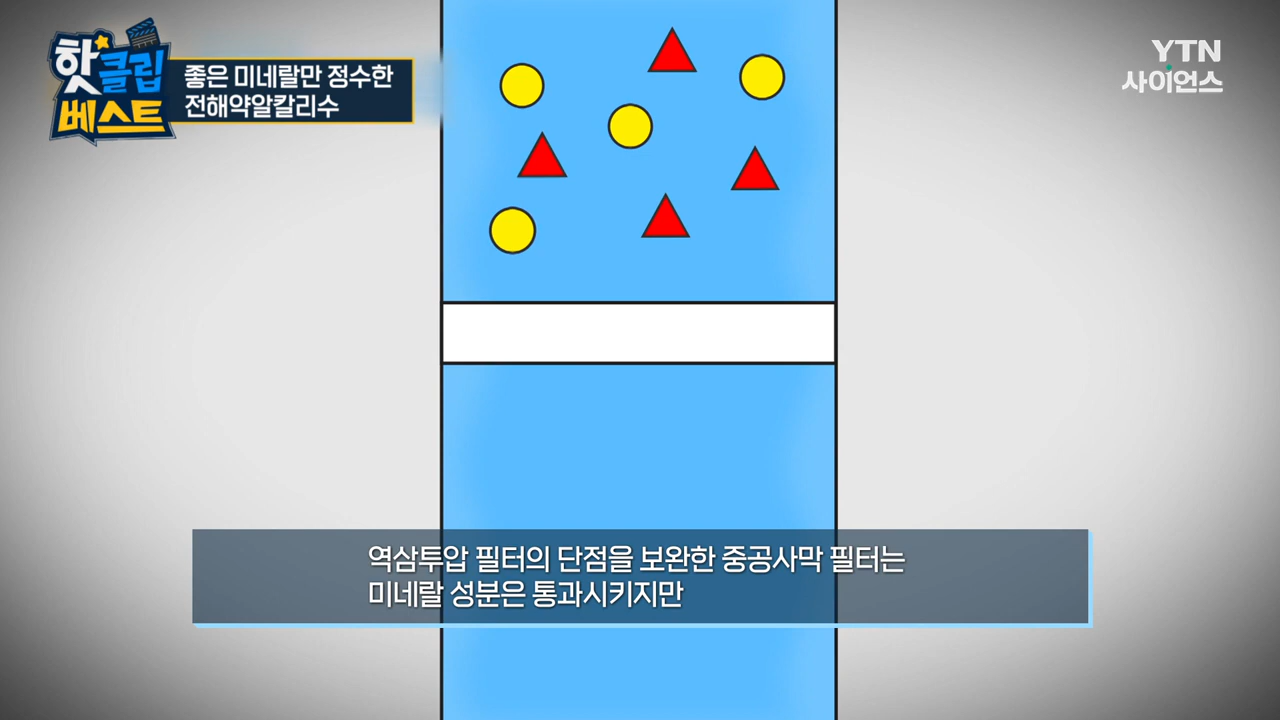 핫클립
베스트
좋은 미네랄만 정수한
전해약알칼리수
YTN
사이언스
역삼투압 필터의 단점을 보완한 중공사막 필터는
미네랄 성분은 통과시키지만